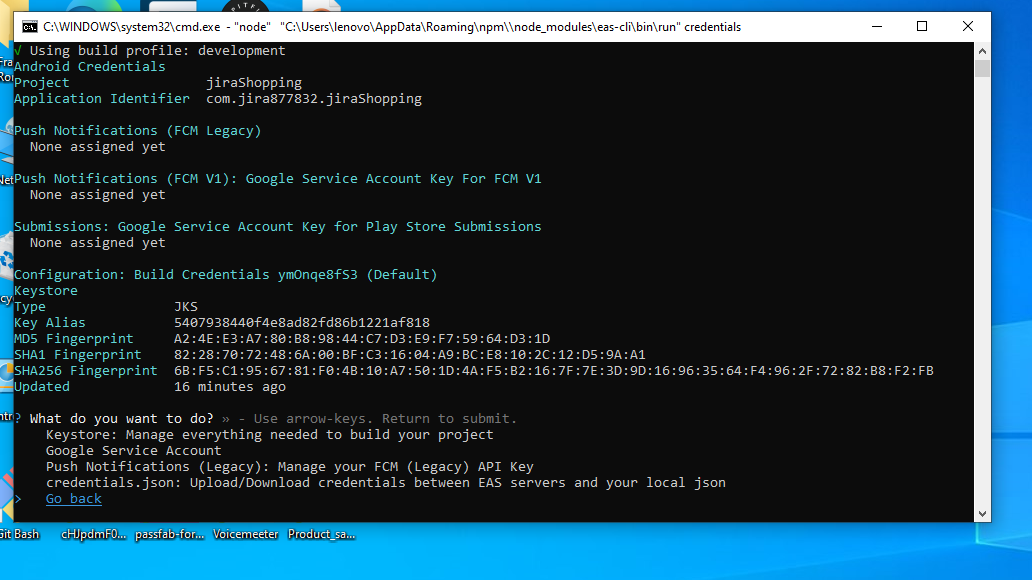 C:\WINDOWS\system32\cmd.exe - "node" "C:\Users\lenovo\AppData\Roaming\npm\\node_modules\eas-cli\bin\run" credentials
√ Using build profile: development
Android Credentials
Project jiraShopping
Application Identifier com.jira877832.jiraShopping
Push Notifications (FCM Legacy)
None assigned yet
Push Notifications (FCM V1): Google Service Account Key For FCM V1
None assigned yet
Submissions: Google Service Account Key for Play Store Submissions
None assigned yet
Configuration: Build Credentials ymOnqe8fS3 (Default)
Keystore
Type JKS
Key Alias 5407938440f4e8ad82fd86b1221af818
MD5 Fingerprint A2:4E:E3:A7:80:B8:98:44:C7:D3:E9:F7:59:64:D3:1D
SHA1 Fingerprint 82:28:70:72:48:6A:00:BF:C3:16:04:A9:BC:E8:10:2C:12:D5:9A:A1
SHA256 Fingerprint 6B:F5:C1:95:67:81:F0:4B:10:A7:50:1D:4A:F5:B2:16:7F:7E:3D:9D:16:96:35:64:F4:96:2F:72:82:B8:F2:FB
Updated 16 minutes ago
? What do you want to do? » - Use arrow-keys. Return to submit.
Keystore: Manage everything needed to build your project
Google Service Account
Push Notifications (Legacy): Manage your FCM (Legacy) API Key
credentials.json: Upload/Download credentials between EAS servers and your local json
> Go back
Git Bash cHJpdmF0... passfab-for... Voicemeeter Product_sa...